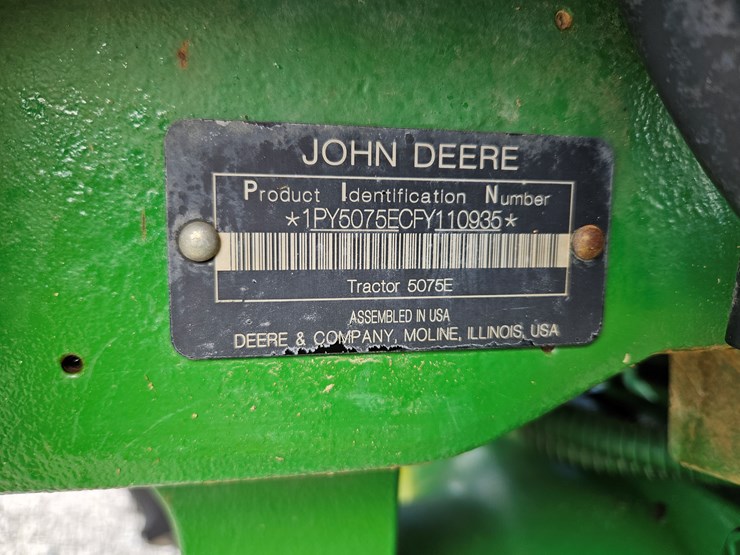 JOHN DEERE
Product Identification Number
*1PY5075ECFY110935*
Tractor 5075E
ASSEMBLED IN USA
DEERE & COMPANY, MOLINE, ILLINOIS, USA